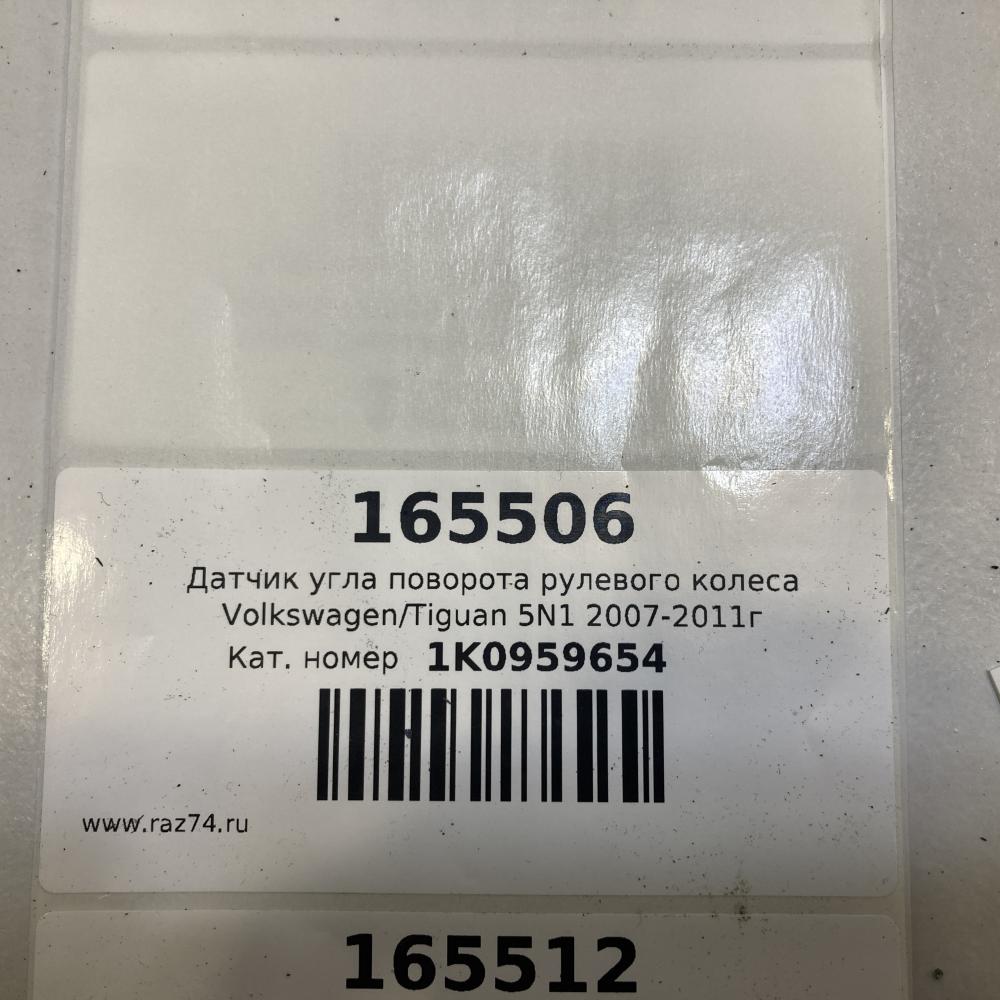 165506
Датчик угла поворота рулевого колеса
Volkswagen/Tiguan 5N1 2007-2011г
Кат. номер 1K0959654
www.raz74.ru
165512